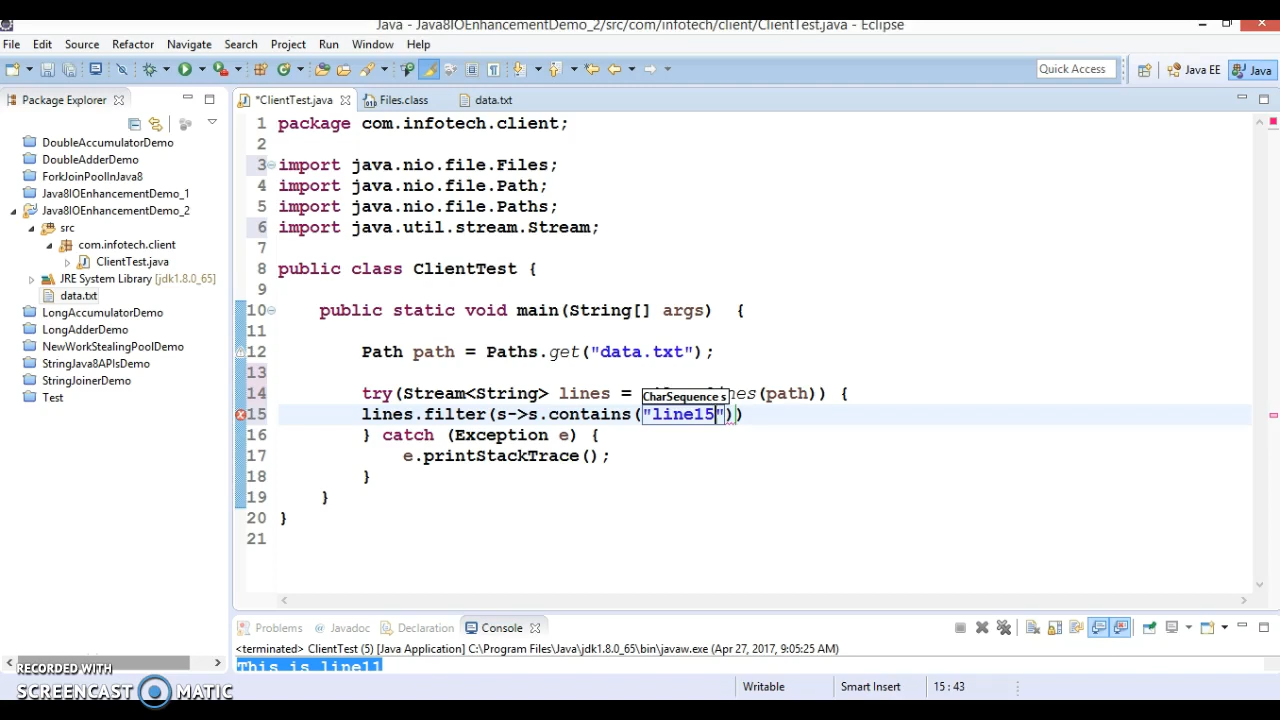 Java - Java8IOEnhancementDemo_2/src/com/infotech/client/ClientTest.java - Eclipse
File Edit Source Refactor Navigate Search Project Run Window Help
Quick Access
Java EE
Java
Package Explorer
*ClientTest.java
Files.class
data.txt
DoubleAccumulatorDemo
DoubleAdderDemo
ForkJoinPoolInJava8
Java8IOEnhancementDemo_1
Java8IOEnhancementDemo_2
src
com.infotech.client
ClientTest.java
JRE System Library [jdk1.8.0_65]
data.txt
LongAccumulatorDemo
LongAdderDemo
NewWorkStealingPoolDemo
StringJava8APIsDemo
StringJoinerDemo
Test
1 package com.infotech.client;
2
3 import java.nio.file.Files;
4 import java.nio.file.Path;
5 import java.nio.file.Paths;
6 import java.util.stream.Stream;
7
8 public class ClientTest {
9
10 public static void main(String[] args) {
11
12 Path path = Paths.get("data.txt");
13
14 try(Stream<String> lines = (path)) {
CharSequence s
15 lines.filter(s->s.contains("line15"))
16 } catch (Exception e) {
17 e.printStackTrace();
18 }
19 }
20 }
21
Problems @ Javadoc Declaration Console
<terminated> ClientTest (5) [Java Application] C:\Program Files\Java\jdk1.8.0_65\bin\javaw.exe (Apr 27, 2017, 9:05:25 AM)
This is line11
Writable
Smart Insert
15 : 43
RECORDED WITH
SCREENCAST MATIC